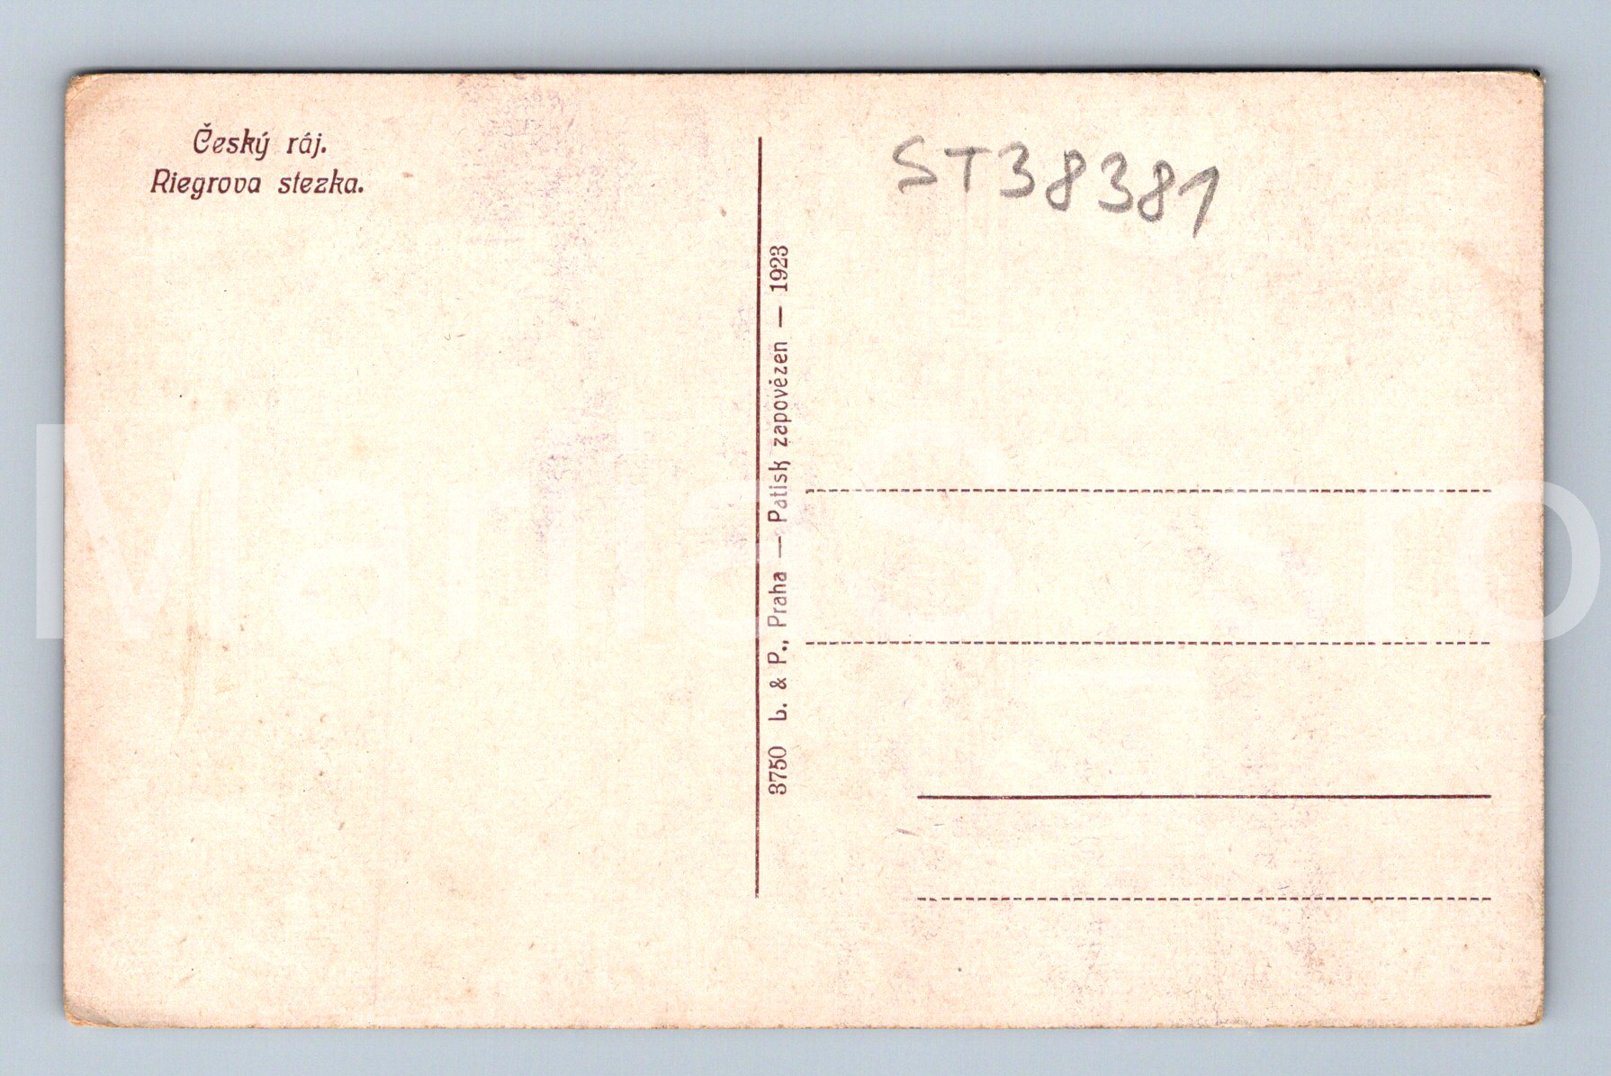 Český ráj.
Riegrova stezka.
ST38381
3750 L. & P., Praha — Patisk zapovězen — 1923